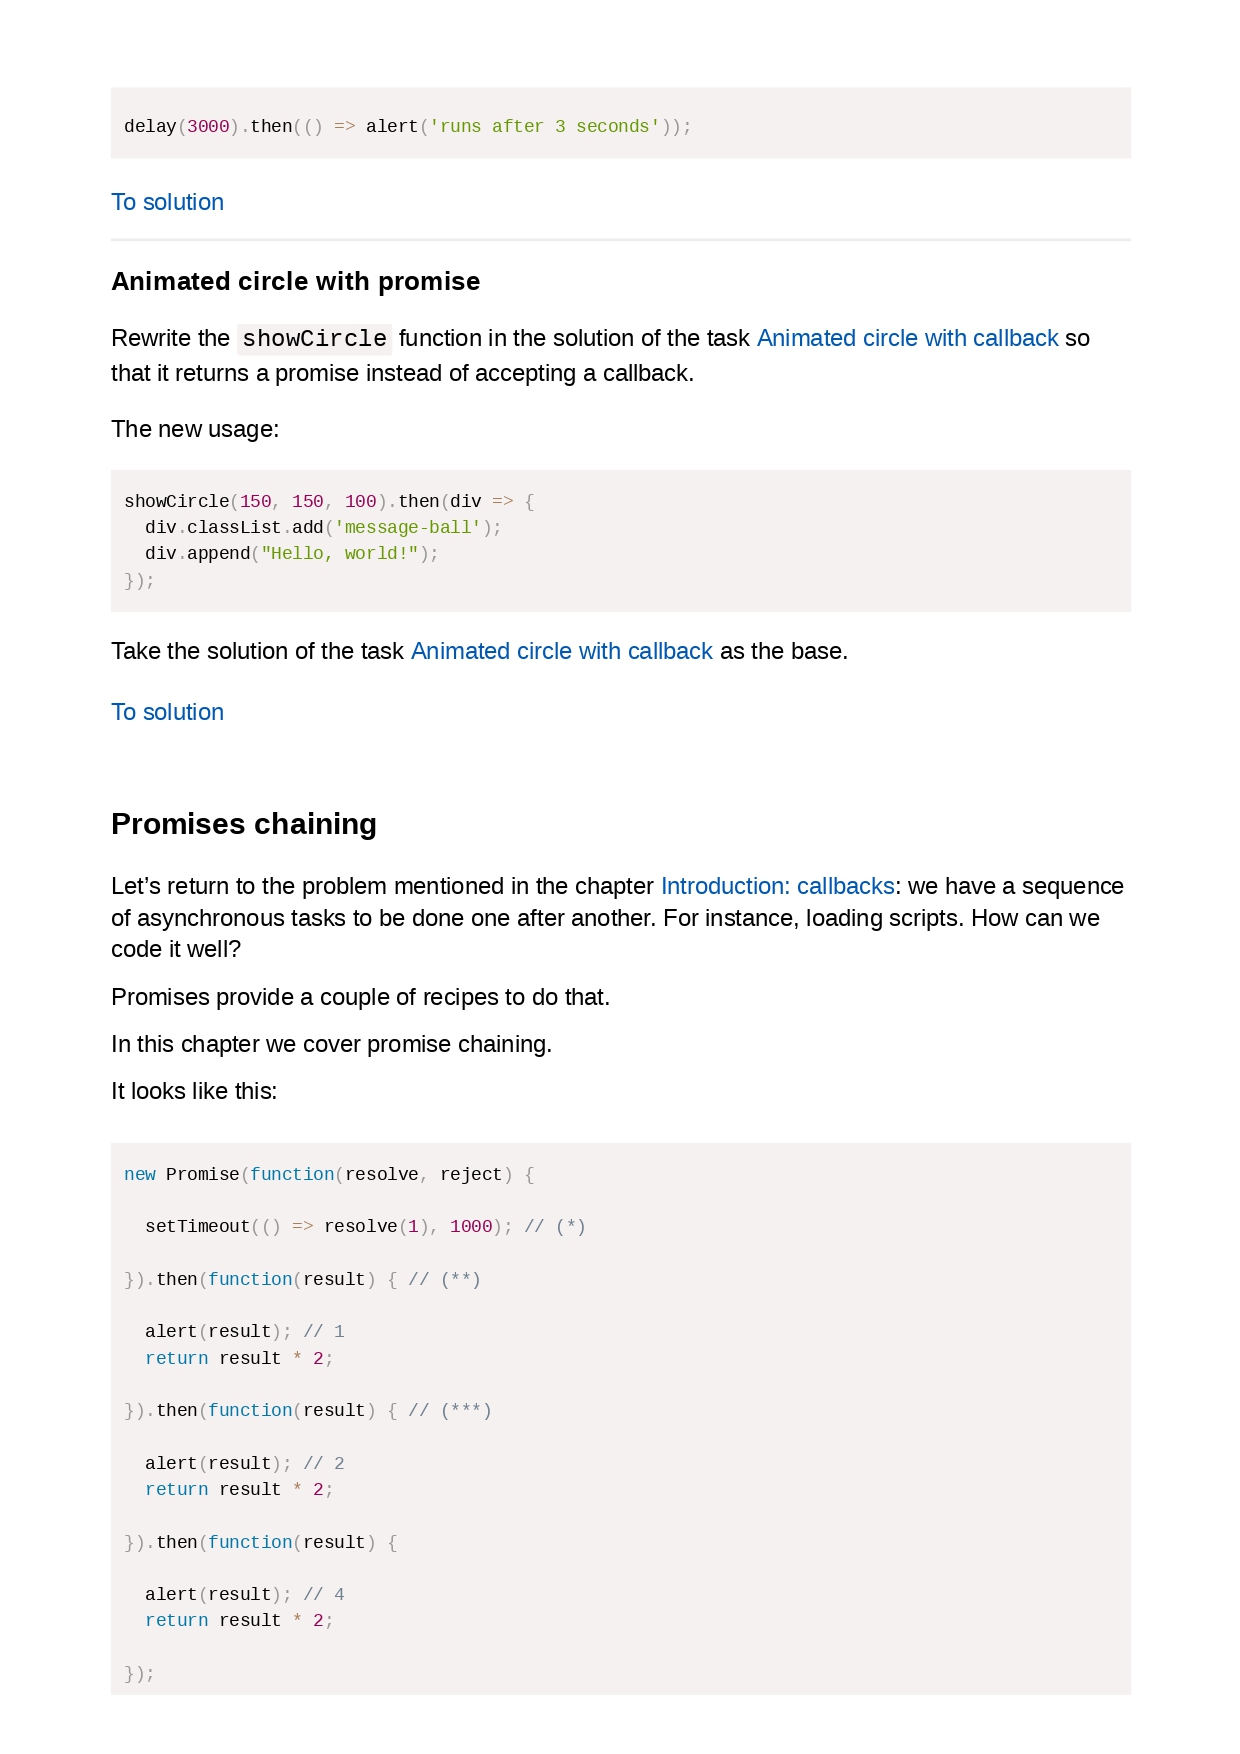 delay(3000).then(() => alert('runs after 3 seconds'));
To solution
Animated circle with promise
Rewrite the showCircle function in the solution of the task Animated circle with callback so
that it returns a promise instead of accepting a callback.
The new usage:
showCircle(150, 150, 100).then(div => {
  div.classList.add('message-ball');
  div.append("Hello, world!");
});
Take the solution of the task Animated circle with callback as the base.
To solution
Promises chaining
Let’s return to the problem mentioned in the chapter Introduction: callbacks: we have a sequence
of asynchronous tasks to be done one after another. For instance, loading scripts. How can we
code it well?
Promises provide a couple of recipes to do that.
In this chapter we cover promise chaining.
It looks like this:
new Promise(function(resolve, reject) {
  setTimeout(() => resolve(1), 1000); // (*)
}).then(function(result) { // (**)
  alert(result); // 1
  return result * 2;
}).then(function(result) { // (***)
  alert(result); // 2
  return result * 2;
}).then(function(result) {
  alert(result); // 4
  return result * 2;
});